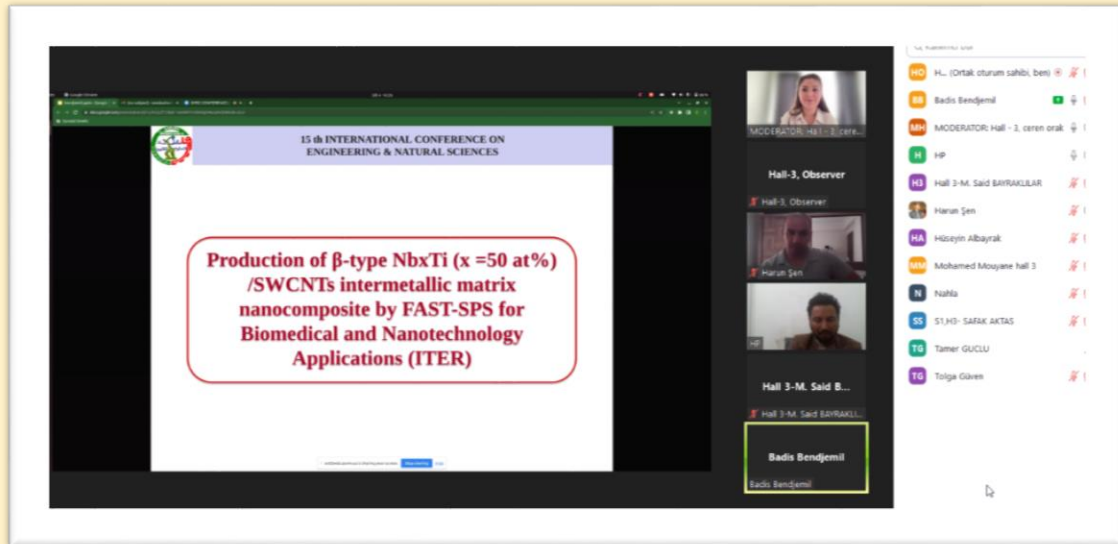 15 th INTERNATIONAL CONFERENCE ON
ENGINEERING & NATURAL SCIENCES
Production of β-type NbxTi (x =50 at%)
/SWCNTs intermetallic matrix
nanocomposite by FAST-SPS for
Biomedical and Nanotechnology
Applications (ITER)
MODERATOR: Hall - 3, cere...
Hall-3, Observer
Hall-3, Observer
Harun Şen
HP
Hall 3-M. Said B...
Hall 3-M. Said BAYRAKLI...
Badis Bendjemil
Badis Bendjemil
HO H... (Ortak oturum sahibi, ben)
BB Badis Bendjemil
MH MODERATOR: Hall - 3, ceren orak
H HP
H3 Hall 3-M. Said BAYRAKLILAR
Harun Şen
HA Hüseyin Albayrak
MM Mohamed Mouyane hall 3
N Nahla
SS S1,H3- SAFAK AKTAS
TG Tamer GUCLU
TG Tolga Güven